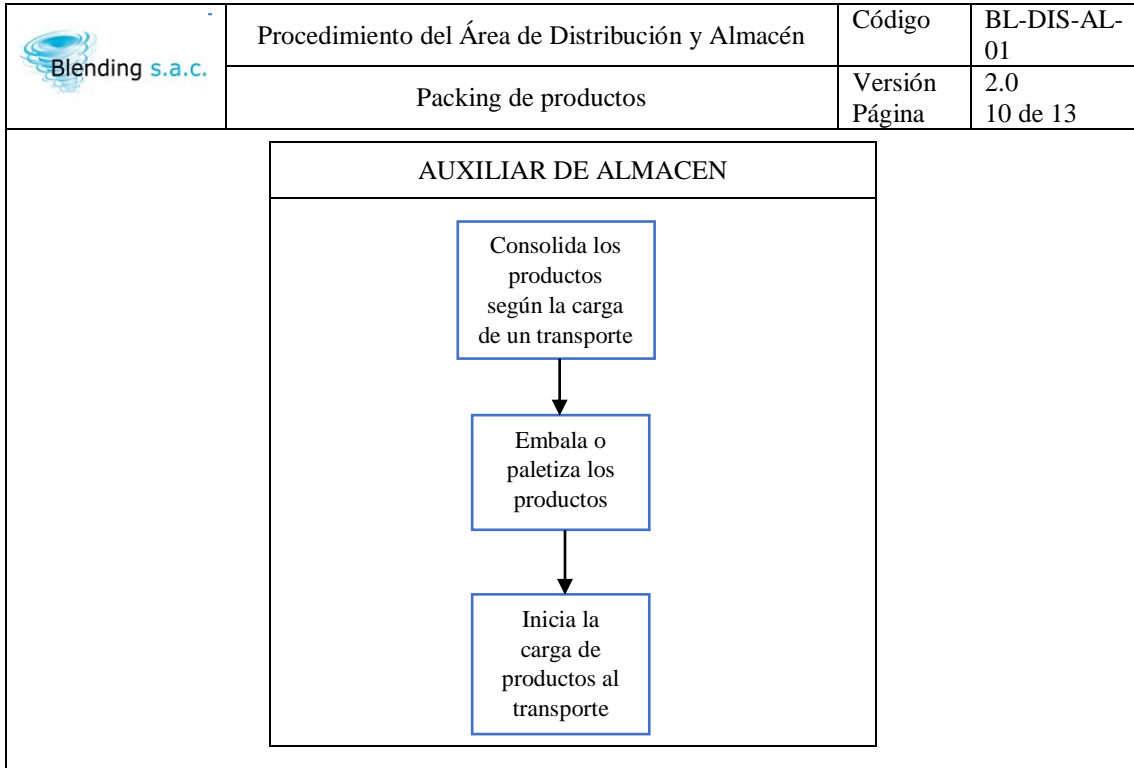 Blending s.a.c.
Procedimiento del Área de Distribución y Almacén
Código
BL-DIS-AL-
01
Packing de productos
Versión
2.0
Página
10 de 13
AUXILIAR DE ALMACEN
Consolida los
productos
según la carga
de un transporte
Embala o
paletiza los
productos
Inicia la
carga de
productos al
transporte